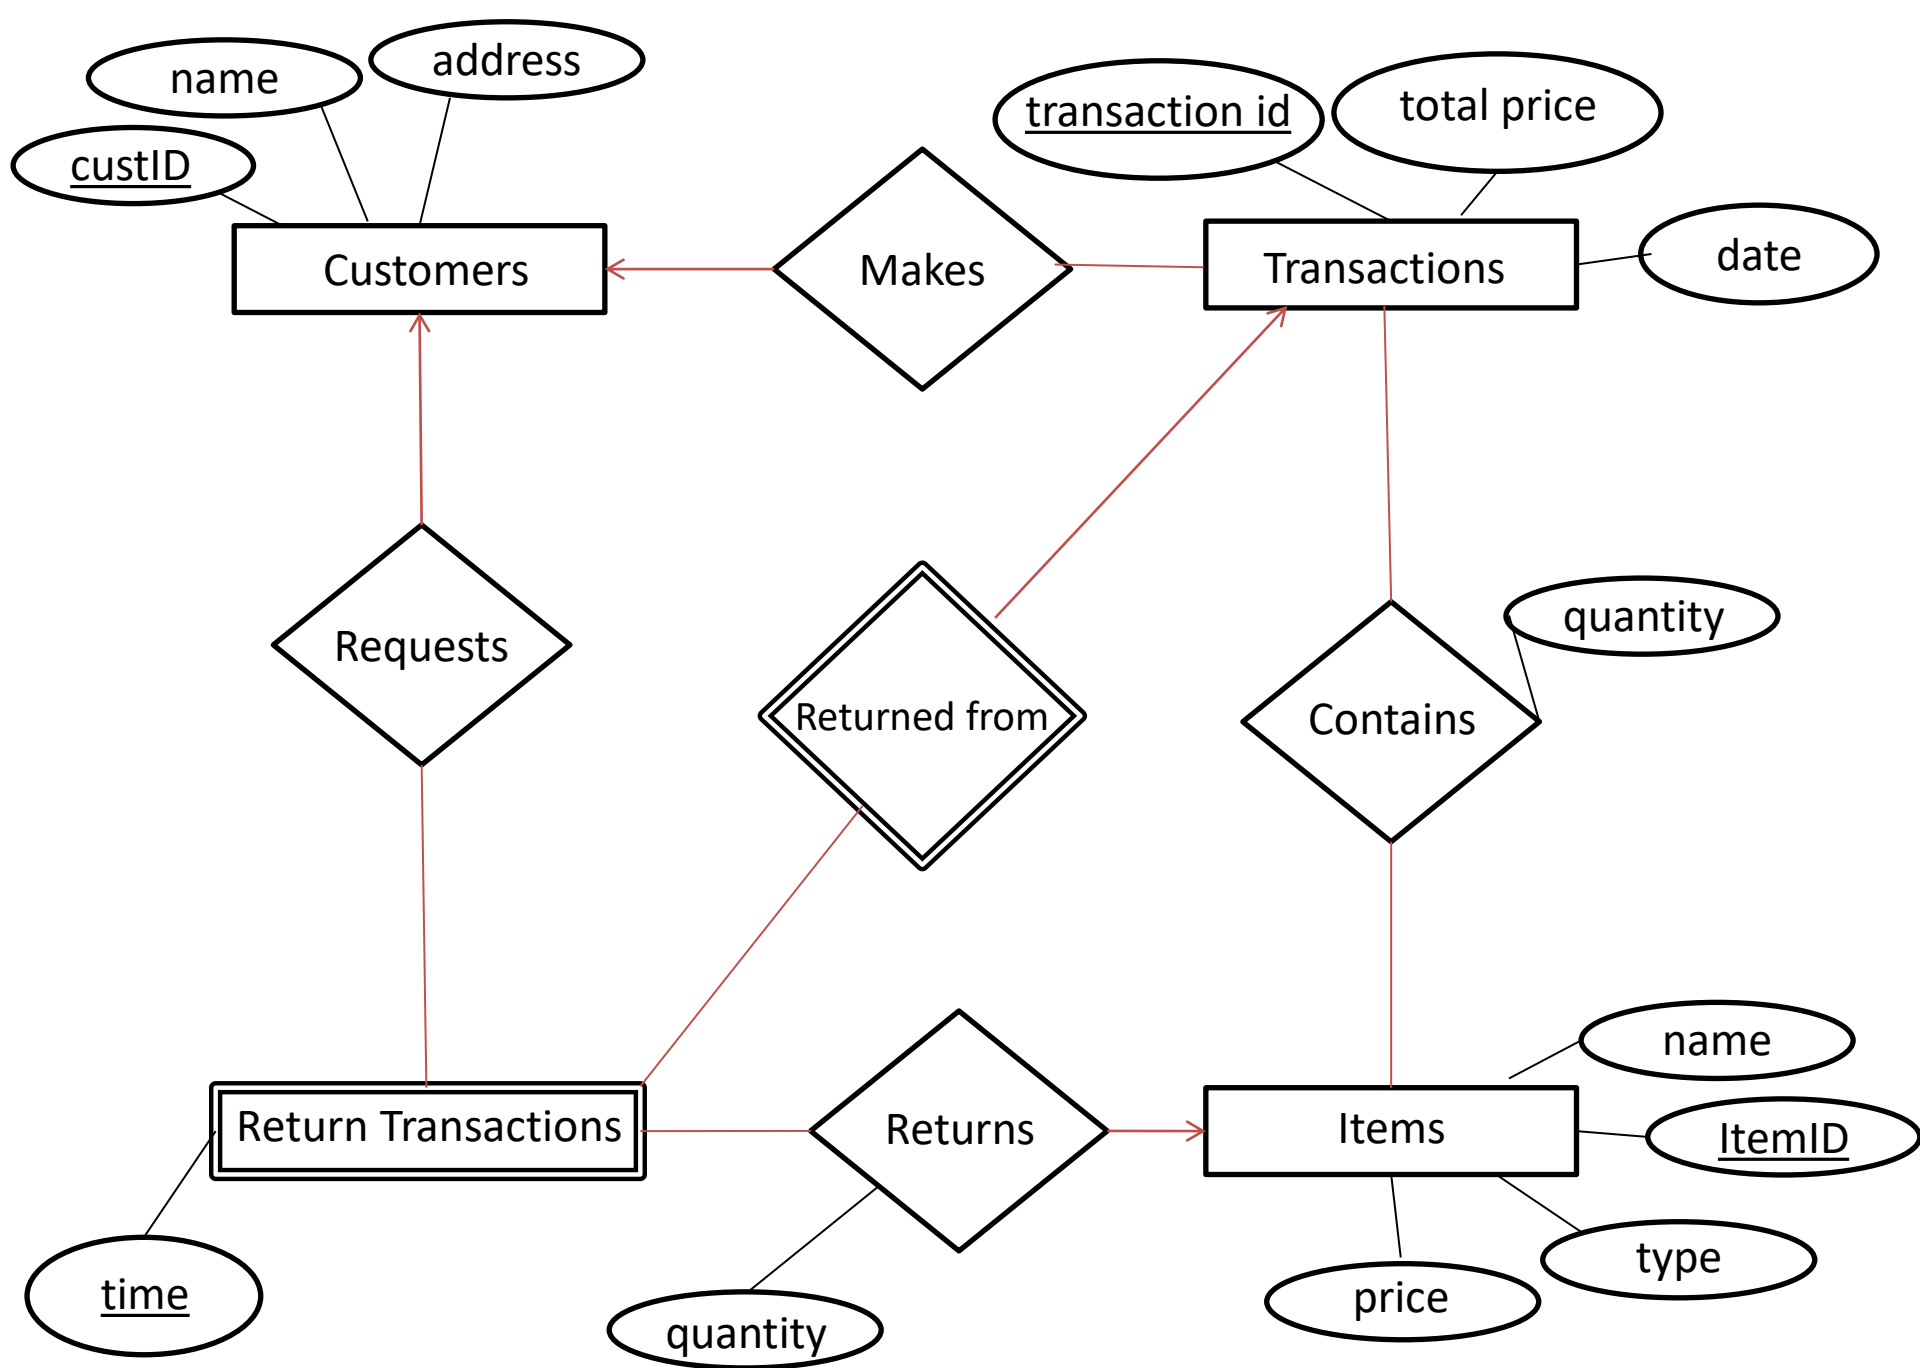 address
name
total price
transaction id
custID
date
Customers
Makes
Transactions
quantity
Requests
Returned from
Contains
name
Return Transactions
Returns
Items
ItemID
type
time
price
quantity